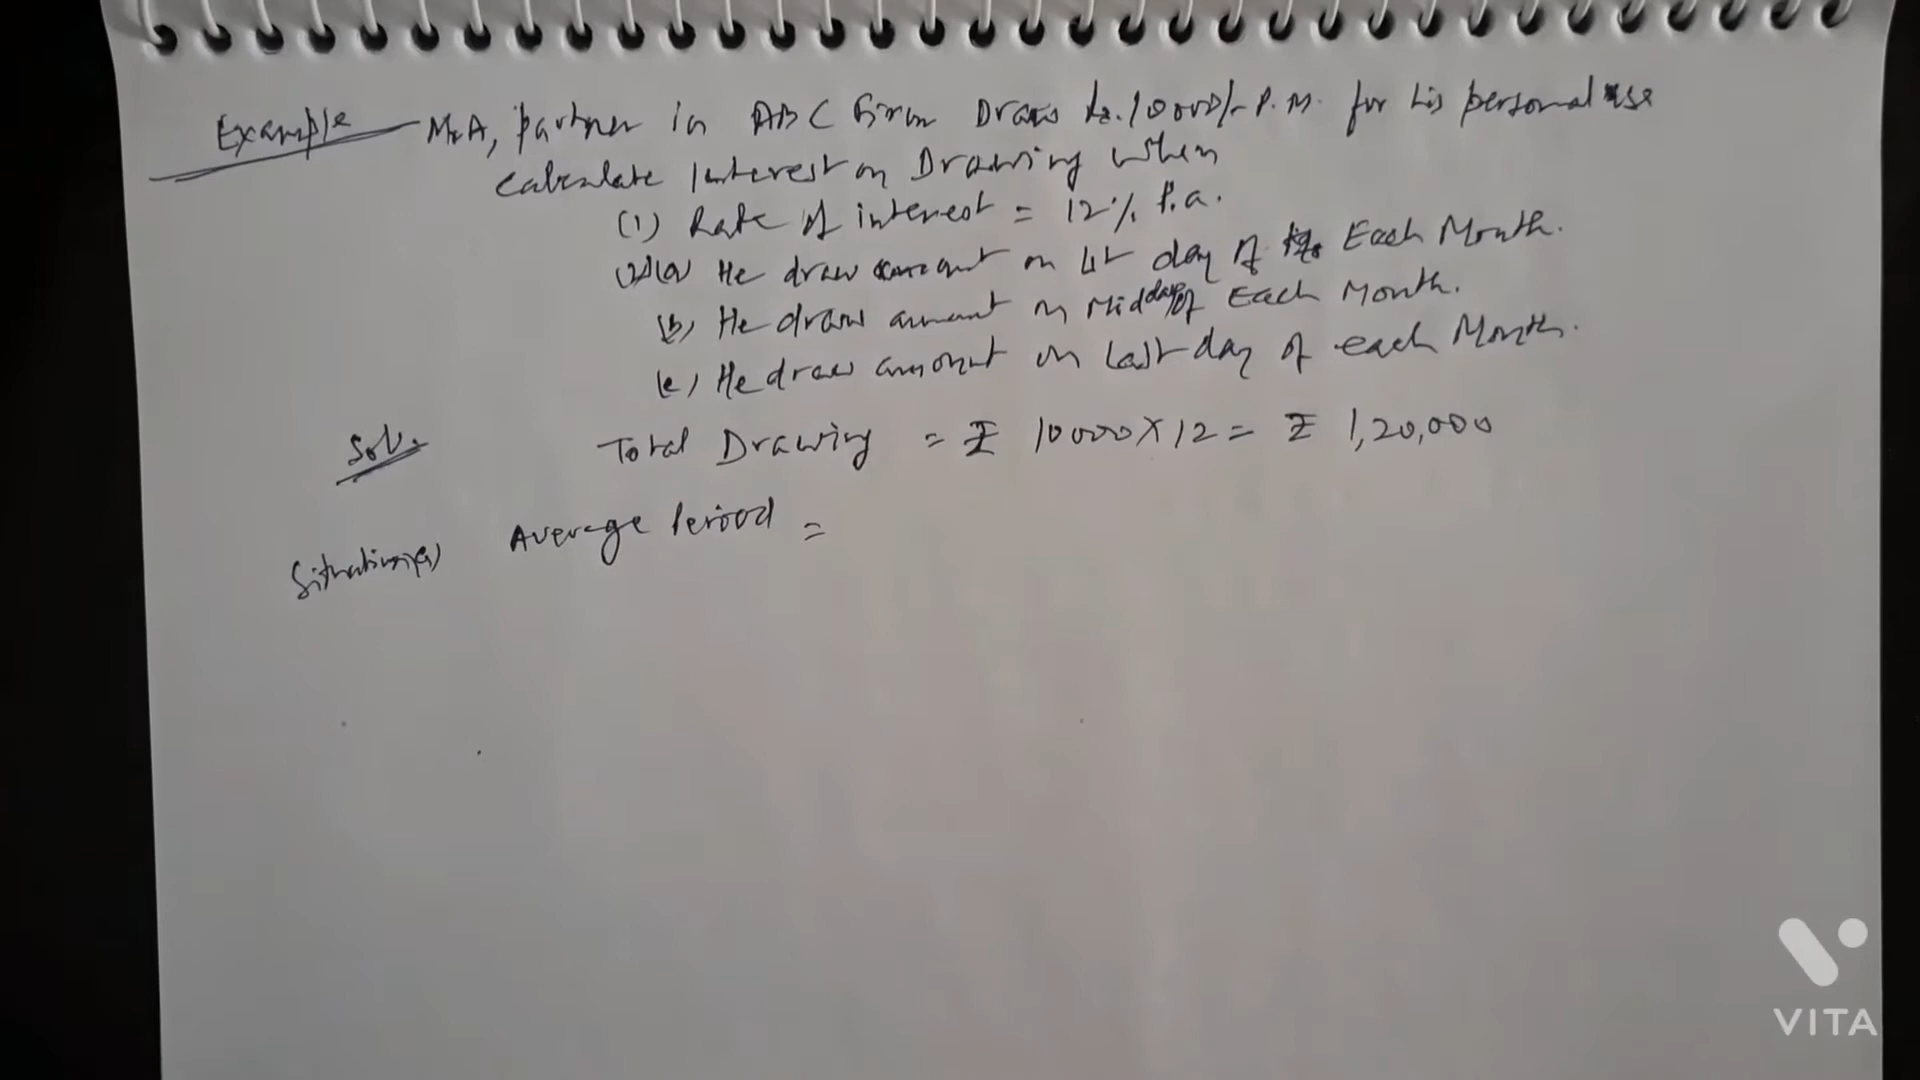 Example - Mr A, partner in ABC firm Draws Rs. 10000/- P.M. for his personal use
Calculate Interest on Drawing when
(1) Rate of interest = 12% P.a.
(2)(a) He draw amount on 1st day of Each Month.
(b) He draw amount on Mid day of Each Month.
(c) He draw amount on last day of each Month.
Sol. Total Drawing = ₹ 10000 X 12 = ₹ 1,20,000
Situation(a) Average Period =
VITA